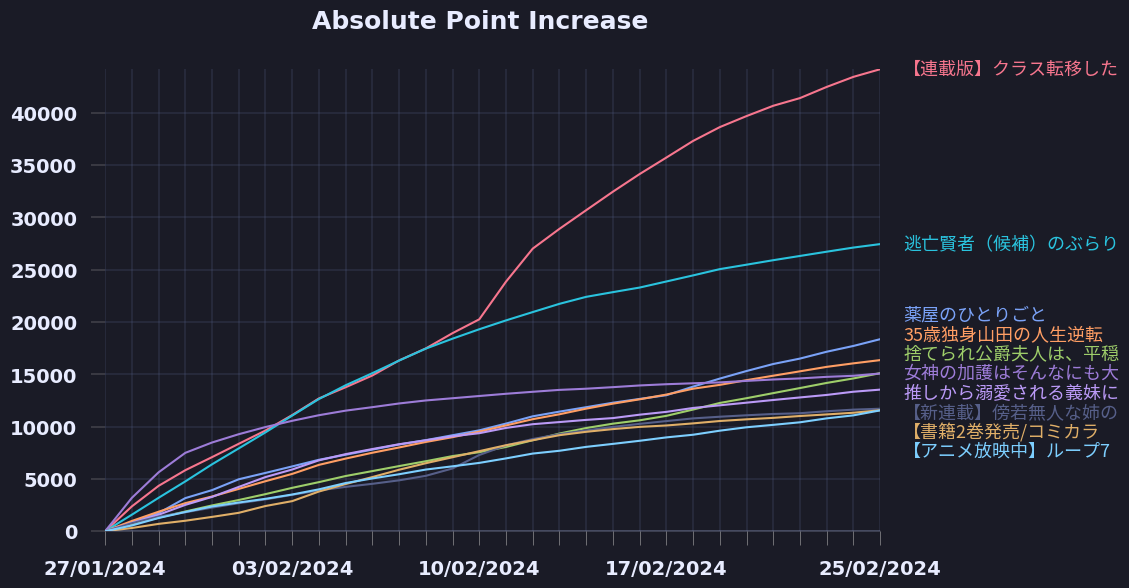 Absolute Point Increase
40000
35000
30000
25000
20000
15000
10000
5000
0
27/01/2024
03/02/2024
10/02/2024
17/02/2024
25/02/2024
【連載版】クラス転移した
逃亡賢者（候補）のぶらり
薬屋のひとりごと
35歳独身山田の人生逆転
捨てられ公爵夫人は、平穏
女神の加護はそんなにも大
推しから溺愛される義妹に
【新連載】傍若無人な姉の
【書籍2巻発売/コミカラ
【アニメ放映中】ループ7